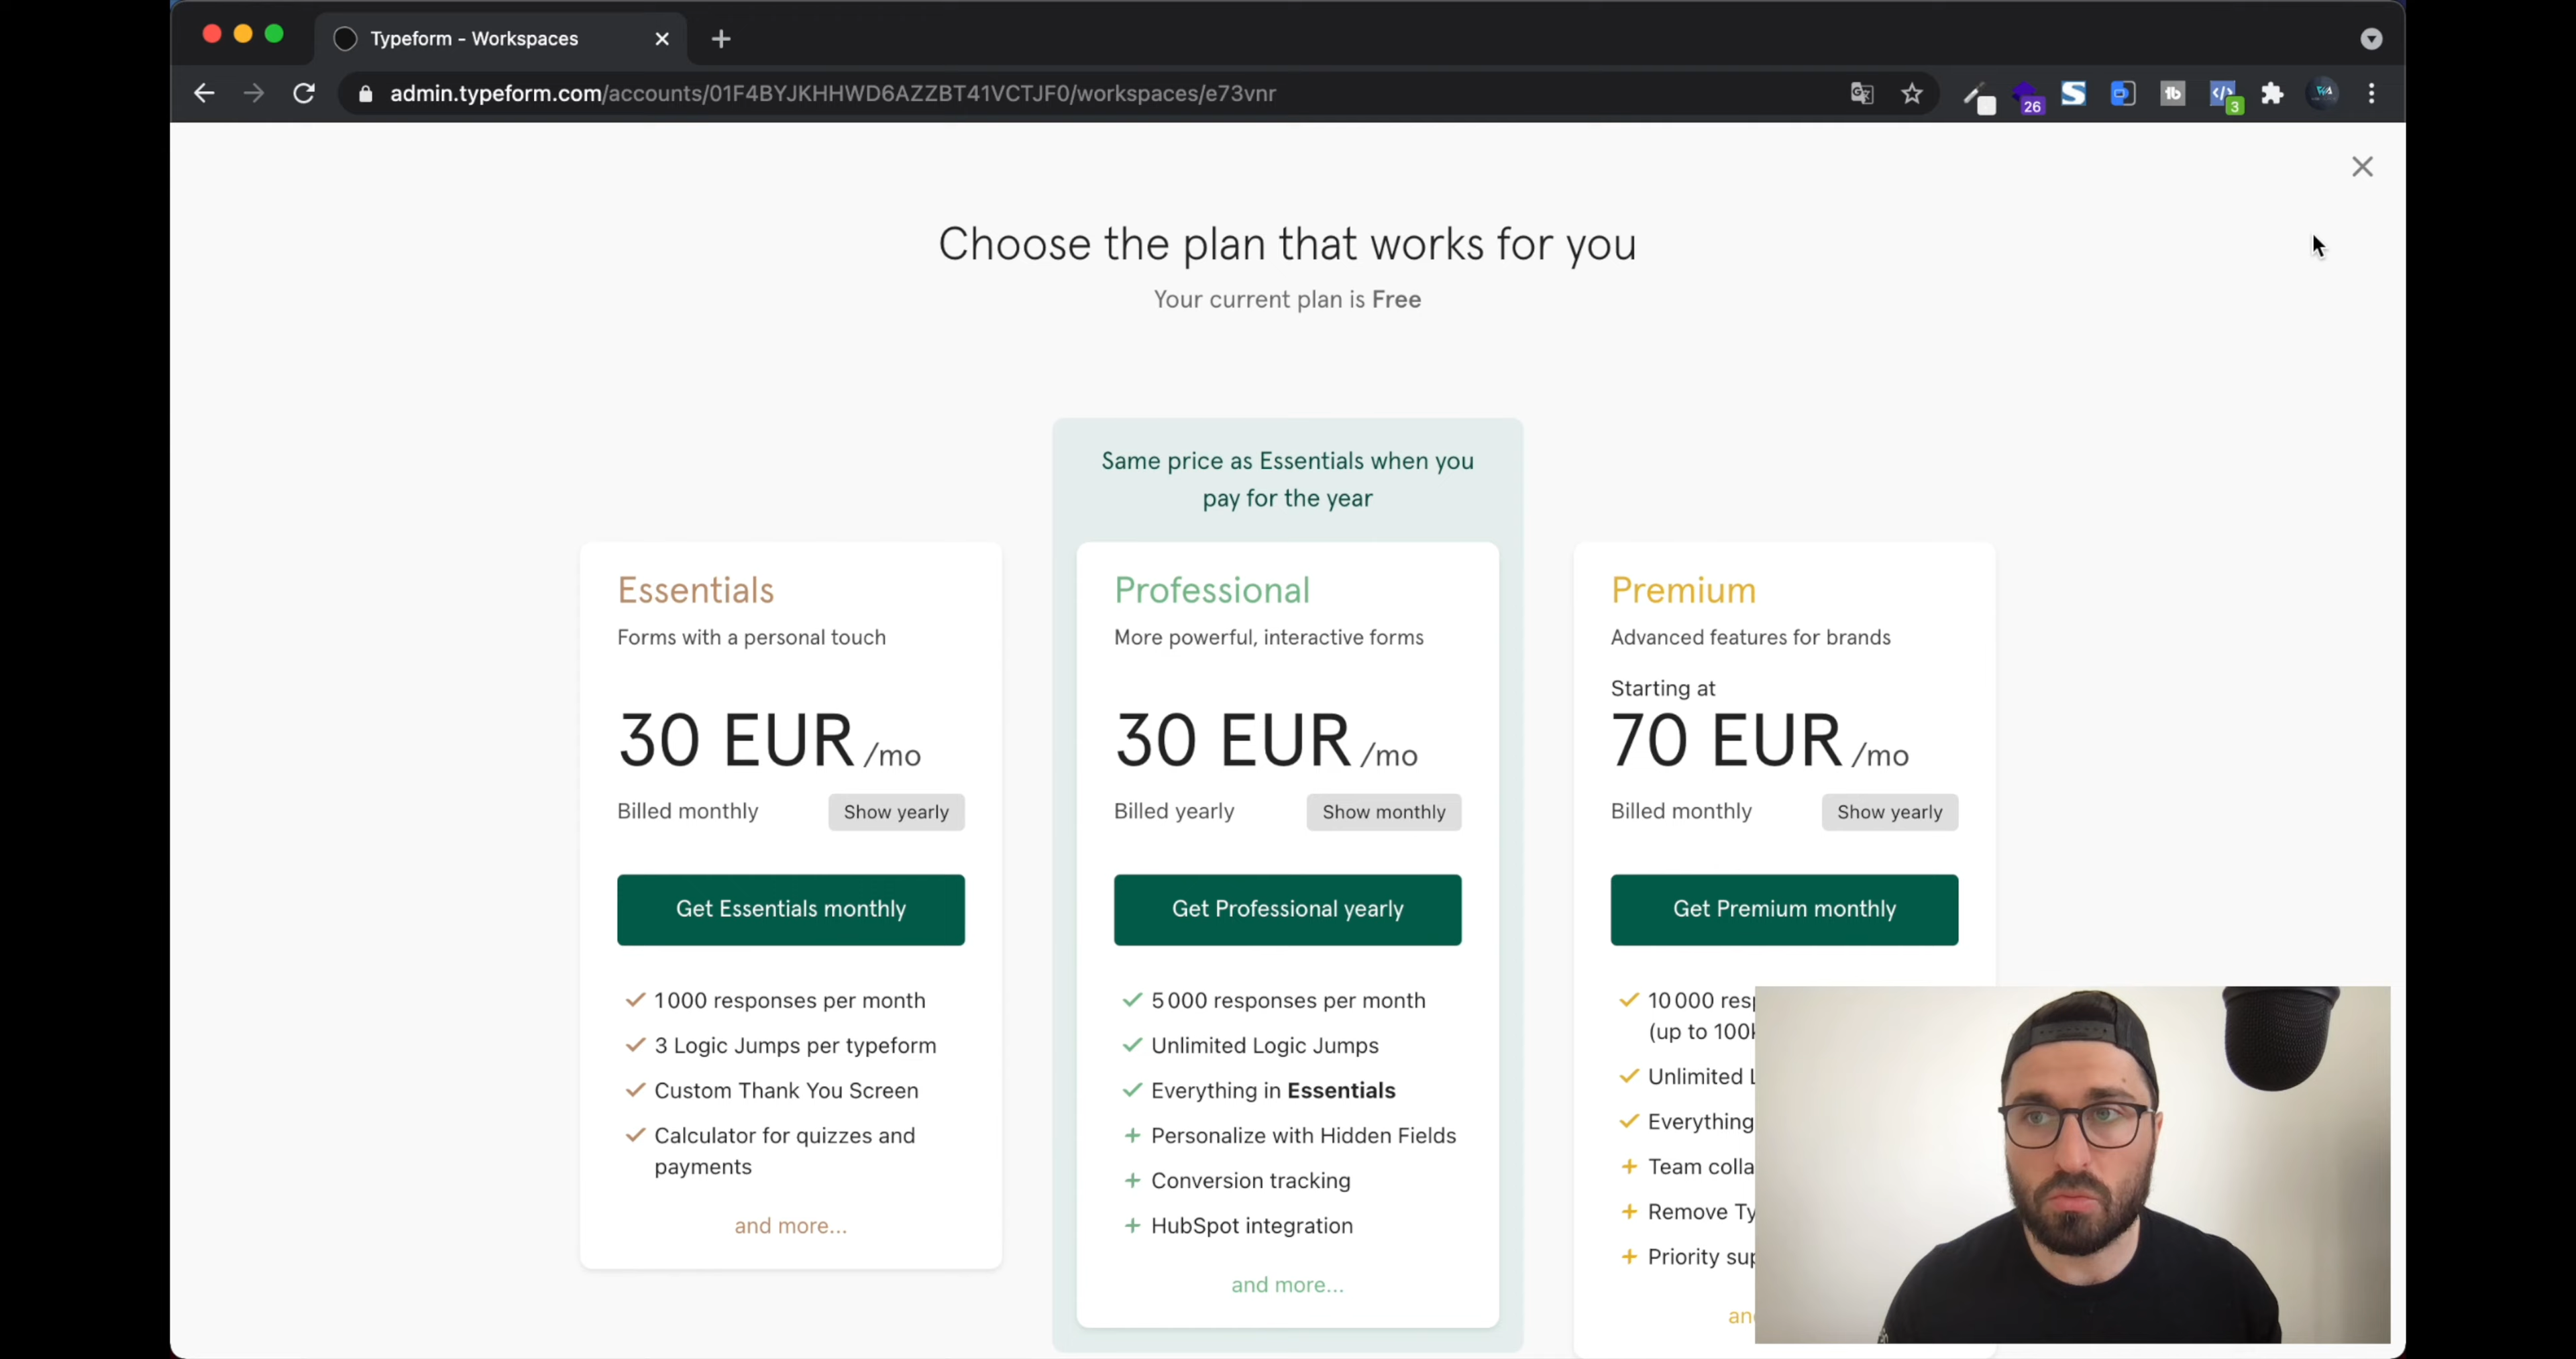 Typeform - Workspaces
admin.typeform.com/accounts/01F4BYJKHHWD6AZZBT41VCTJF0/workspaces/e73vnr
26
3
Choose the plan that works for you
Your current plan is Free
Same price as Essentials when you
pay for the year
Essentials
Forms with a personal touch
30 EUR /mo
Billed monthly
Show yearly
Get Essentials monthly
1 000 responses per month
3 Logic Jumps per typeform
Custom Thank You Screen
Calculator for quizzes and
payments
and more...
Professional
More powerful, interactive forms
30 EUR /mo
Billed yearly
Show monthly
Get Professional yearly
5 000 responses per month
Unlimited Logic Jumps
Everything in Essentials
Personalize with Hidden Fields
Conversion tracking
HubSpot integration
and more...
Premium
Advanced features for brands
Starting at
70 EUR /mo
Billed monthly
Show yearly
Get Premium monthly
10 000
(up to
Unlimited
Everything
Team
Remove
Priority